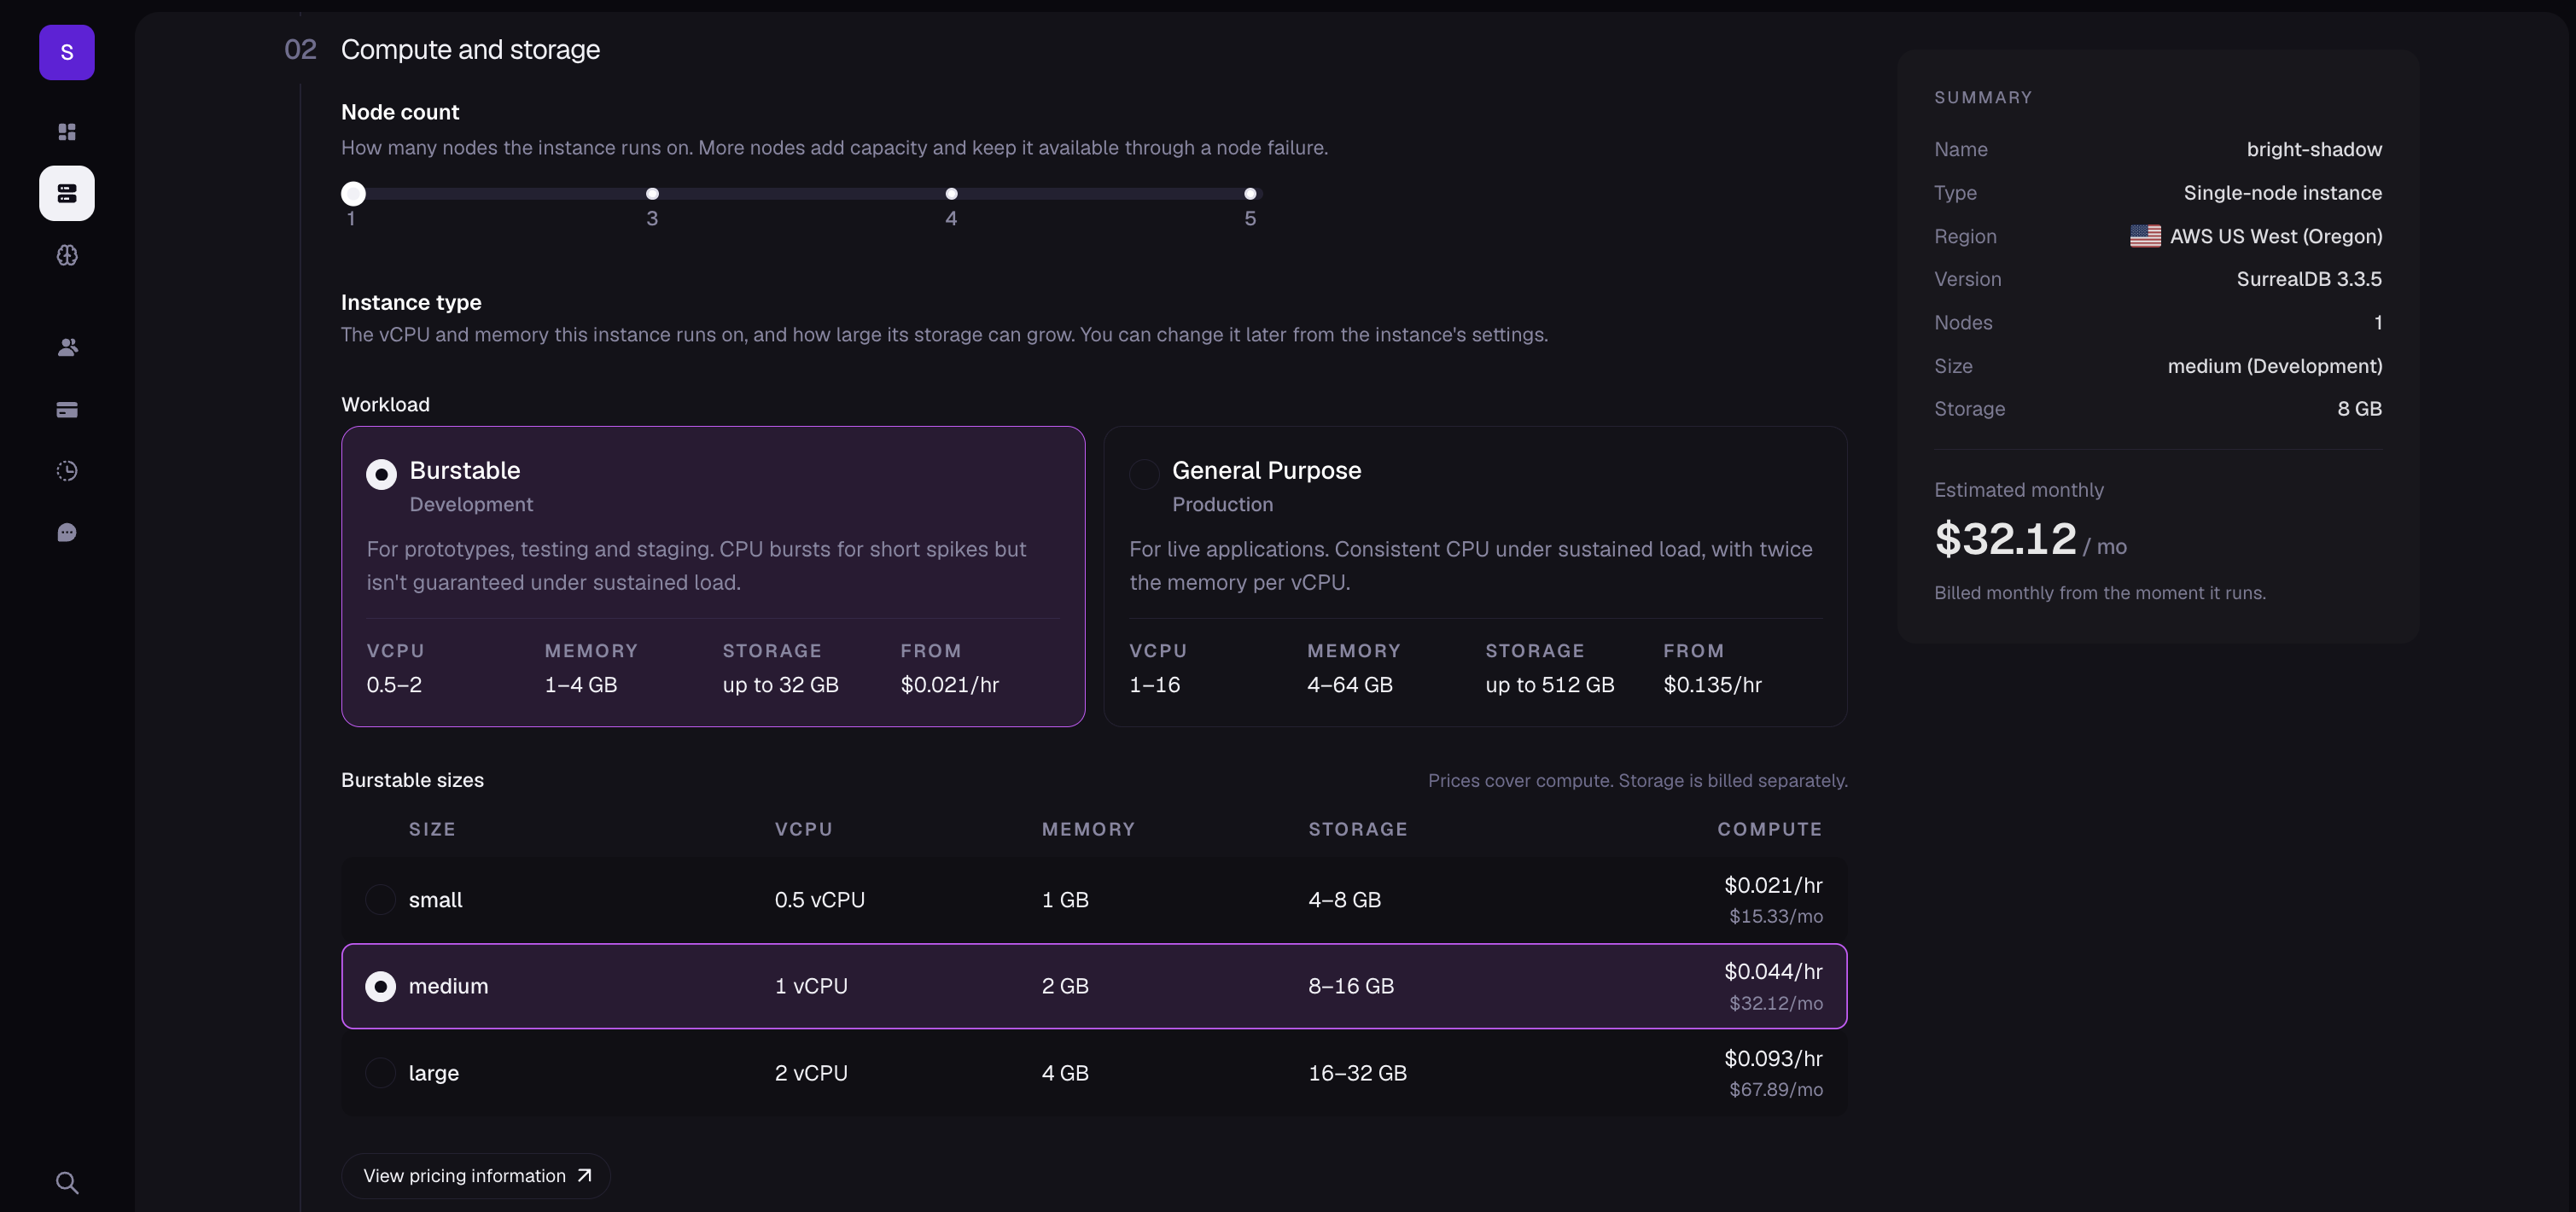 S
02 Compute and storage
Node count
How many nodes the instance runs on. More nodes add capacity and keep it available through a node failure.
1 3 4 5
Instance type
The vCPU and memory this instance runs on, and how large its storage can grow. You can change it later from the instance's settings.
Workload
Burstable
Development
For prototypes, testing and staging. CPU bursts for short spikes but
isn't guaranteed under sustained load.
VCPU MEMORY STORAGE FROM
0.5–2 1–4 GB up to 32 GB $0.021/hr
General Purpose
Production
For live applications. Consistent CPU under sustained load, with twice
the memory per vCPU.
VCPU MEMORY STORAGE FROM
1–16 4–64 GB up to 512 GB $0.135/hr
Burstable sizes Prices cover compute. Storage is billed separately.
SIZE VCPU MEMORY STORAGE COMPUTE
small 0.5 vCPU 1 GB 4–8 GB $0.021/hr
$15.33/mo
medium 1 vCPU 2 GB 8–16 GB $0.044/hr
$32.12/mo
large 2 vCPU 4 GB 16–32 GB $0.093/hr
$67.89/mo
View pricing information
SUMMARY
Name bright-shadow
Type Single-node instance
Region AWS US West (Oregon)
Version SurrealDB 3.3.5
Nodes 1
Size medium (Development)
Storage 8 GB
Estimated monthly
$32.12 / mo
Billed monthly from the moment it runs.